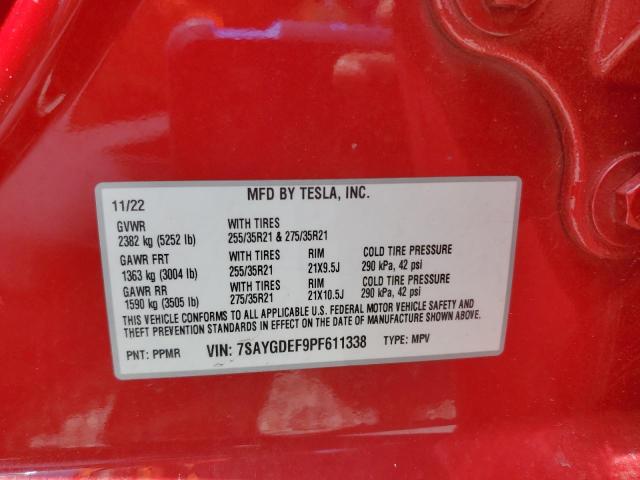 MFD BY TESLA, INC.
11/22
GVWR WITH TIRES
2382 kg (5252 lb) 255/35R21 & 275/35R21
GAWR FRT WITH TIRES RIM COLD TIRE PRESSURE
1363 kg (3004 lb) 255/35R21 21X9.5J 290 kPa, 42 psi
GAWR RR WITH TIRES RIM COLD TIRE PRESSURE
1590 kg (3505 lb) 275/35R21 21X10.5J 290 kPa, 42 psi
THIS VEHICLE CONFORMS TO ALL APPLICABLE U.S. FEDERAL MOTOR VEHICLE SAFETY AND
THEFT PREVENTION STANDARDS IN EFFECT ON THE DATE OF MANUFACTURE SHOWN ABOVE.
PNT: PPMR VIN: 7SAYGDEF9PF611338 TYPE: MPV